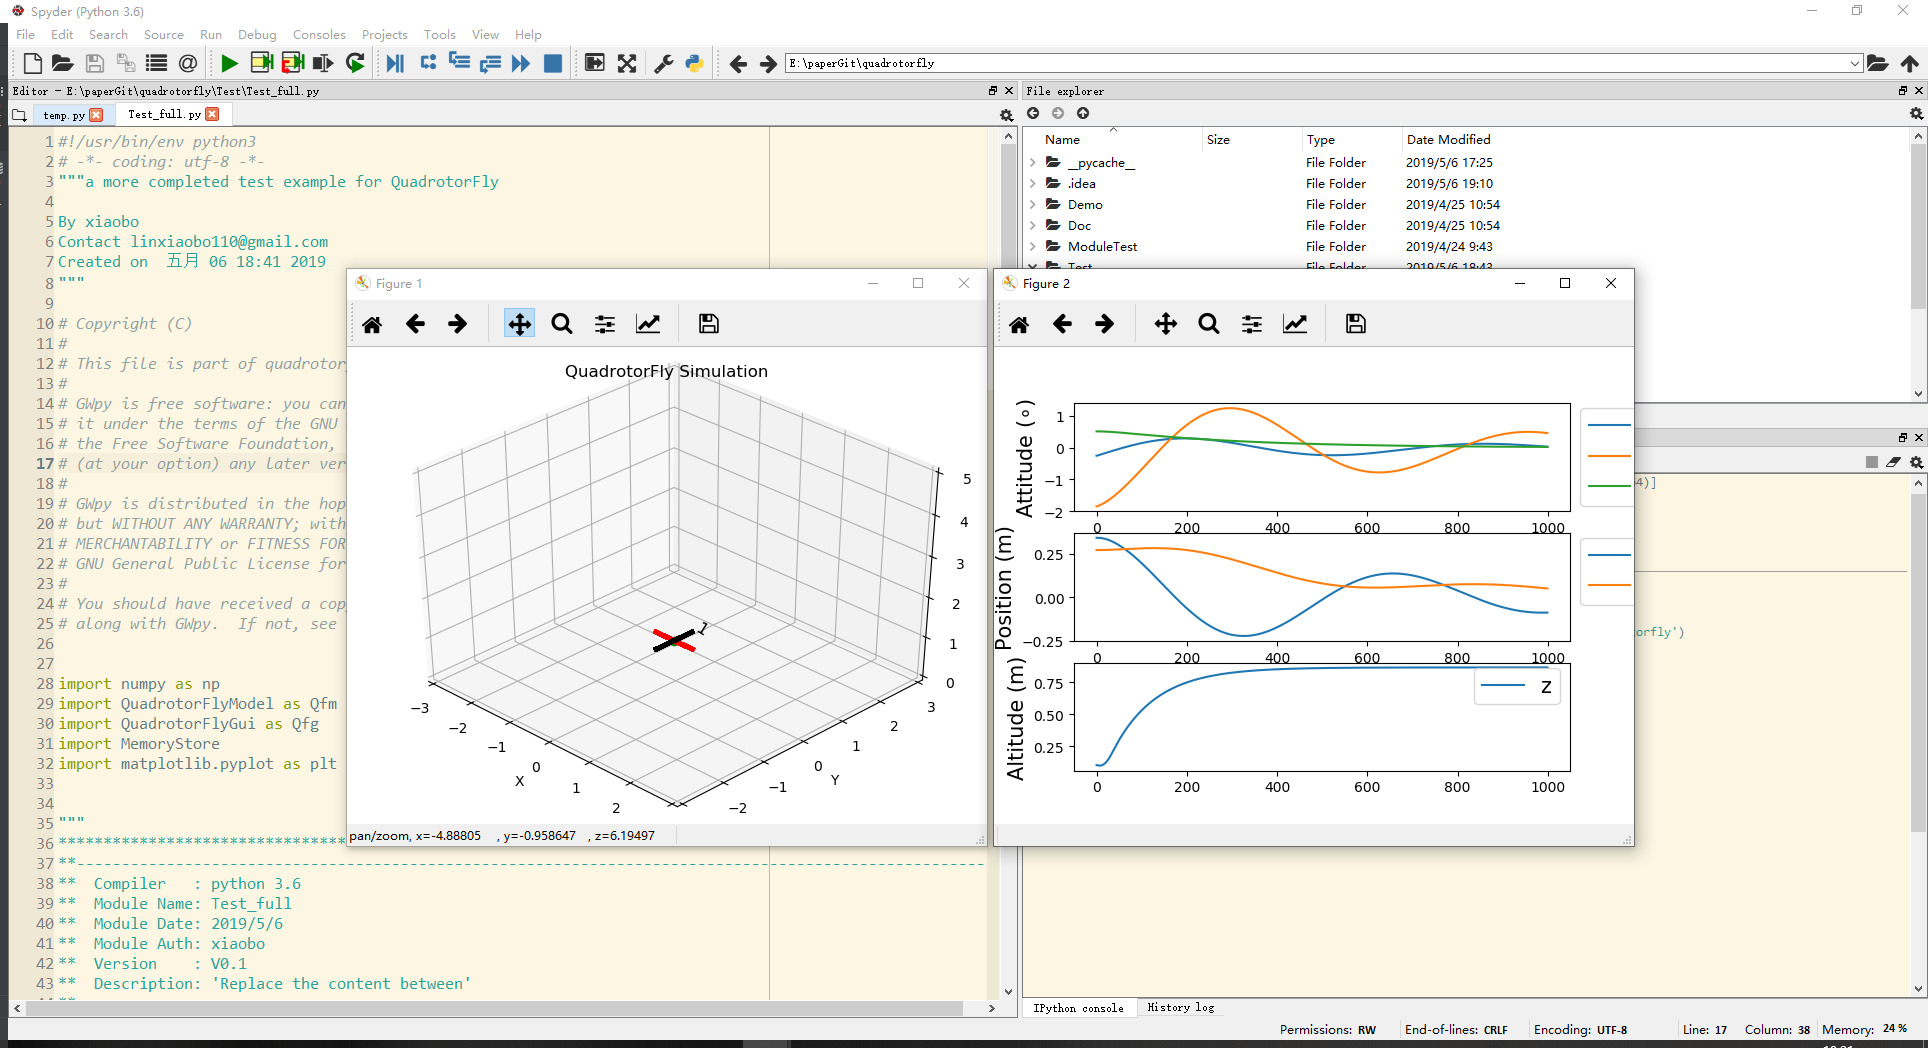 Spyder (Python 3.6)
File Edit Search Source Run Debug Consoles Projects Tools View Help
E:\paperGit\quadrotorfly
Editor - E:\paperGit\quadrotorfly\Test\Test_full.py
temp.py
Test_full.py
1 #!/usr/bin/env python3
2 # -*- coding: utf-8 -*-
3 """a more completed test example for QuadrotorFly
4
5 By xiaobo
6 Contact linxiaobo110@gmail.com
7 Created on 五月 06 18:41 2019
8 """
9
10 # Copyright (C)
11 #
12 # This file is part of quadrotor
13 #
14 # GWpy is free software: you can
15 # it under the terms of the GNU
16 # the Free Software Foundation,
17 # (at your option) any later ver
18 #
19 # GWpy is distributed in the hop
20 # but WITHOUT ANY WARRANTY; with
21 # MERCHANTABILITY or FITNESS FOR
22 # GNU General Public License for
23 #
24 # You should have received a cop
25 # along with GWpy. If not, see
26
27
28 import numpy as np
29 import QuadrotorFlyModel as Qfm
30 import QuadrotorFlyGui as Qfg
31 import MemoryStore
32 import matplotlib.pyplot as plt
33
34
35 """
36 ********************************
37 **-----------------------------------------------------------------------------------------------------
38 ** Compiler : python 3.6
39 ** Module Name: Test_full
40 ** Module Date: 2019/5/6
41 ** Module Auth: xiaobo
42 ** Version : V0.1
43 ** Description: 'Replace the content between'
File explorer
Name Size Type Date Modified
__pycache__ File Folder 2019/5/6 17:25
.idea File Folder 2019/5/6 19:10
Demo File Folder 2019/4/25 10:54
Doc File Folder 2019/4/25 10:54
ModuleTest File Folder 2019/4/24 9:43
Test File Folder 2019/5/6 18:43
Figure 1
QuadrotorFly Simulation
5
4
3
2
1
0
−3
−2
−1
0
1
2
X
−2
−1
0
1
2
3
Y
1
pan/zoom, x=-4.88805 , y=-0.958647 , z=6.19497
Figure 2
Attitude (∘)
1
0
−1
−2
0 200 400 600 800 1000
Position (m)
0.25
0.00
−0.25
0 200 400 600 800 1000
Altitude (m)
0.75
0.50
0.25
z
0 200 400 600 800 1000
4)]
orfly')
IPython console
History log
Permissions: RW End-of-lines: CRLF Encoding: UTF-8 Line: 17 Column: 38 Memory: 24 %